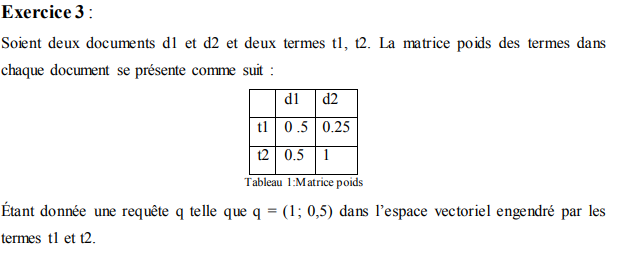 Exercice 3 :
Soient deux documents d1 et d2 et deux termes t1, t2. La matrice poids des termes dans
chaque document se présente comme suit :
d1 d2
t1 0 .5 0.25
t2 0.5 1
Tableau 1:Matrice poids
Étant donnée une requête q telle que q = (1; 0,5) dans l'espace vectoriel engendré par les
termes t1 et t2.